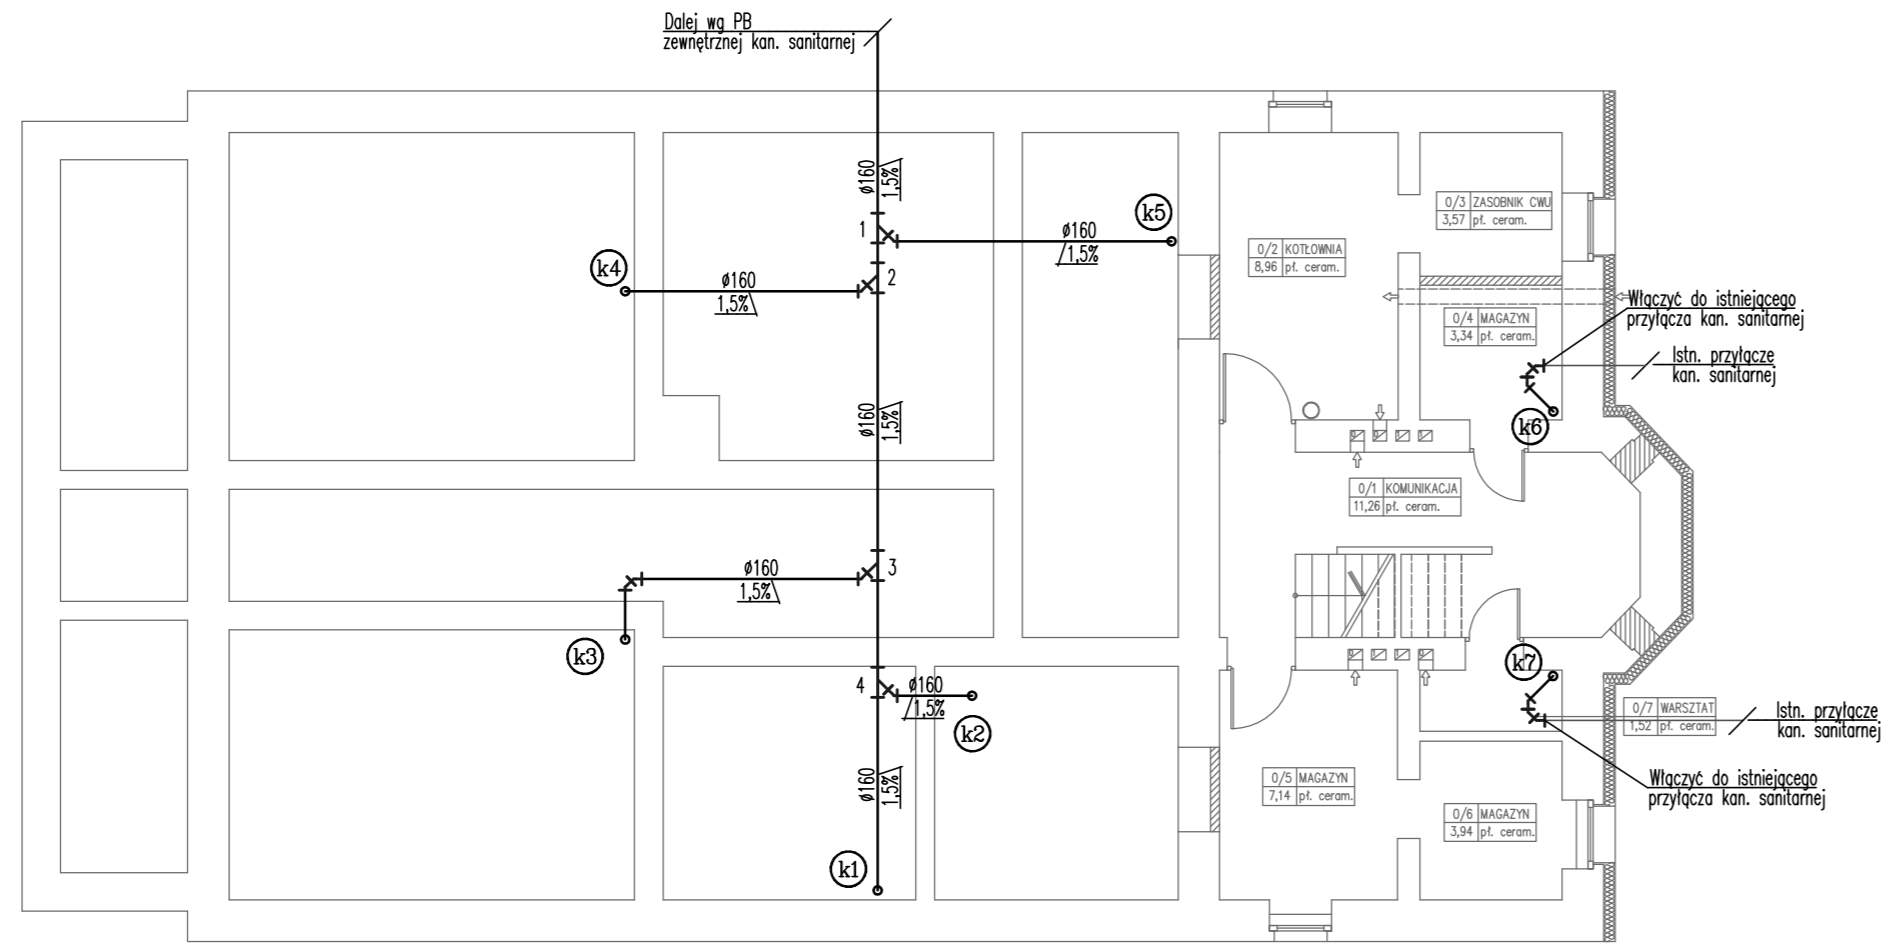 Dalej wg PB
zewnętrznej kan. sanitarnej
ø160
1,5%
1
k5
ø160
1,5%
k4
ø160
1,5%
2
0/3 ZASOBNIK CWU
3,57 pł. ceram.
0/2 KOTŁOWNIA
8,96 pł. ceram.
0/4 MAGAZYN
3,34 pł. ceram.
Włączyć do istniejącego
przyłącza kan. sanitarnej
Istn. przyłącze
kan. sanitarnej
k6
ø160
1,5%
0/1 KOMUNIKACJA
11,26 pł. ceram.
ø160
1,5%
3
k3
4
ø160
1,5%
k2
k7
0/7 WARSZTAT
1,52 pł. ceram.
Istn. przyłącze
kan. sanitarnej
Włączyć do istniejącego
przyłącza kan. sanitarnej
ø160
1,5%
0/5 MAGAZYN
7,14 pł. ceram.
0/6 MAGAZYN
3,94 pł. ceram.
k1